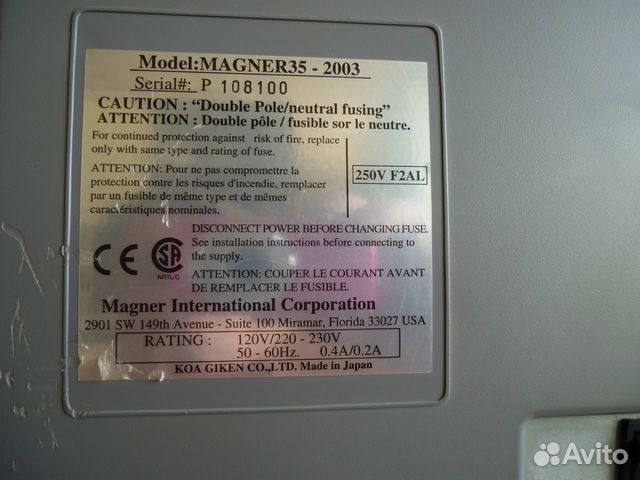 Model:MAGNER35 - 2003
Serial#: P 108100
CAUTION : "Double Pole/neutral fusing"
ATTENTION : Double pôle / fusible sor le neutre.
For continued protection against risk of fire, replace
only with same type and rating of fuse.
ATTENTION: Pour ne pas compromettre la
protection contre les risques d'incendie, remplacer
par un fusible de même type et de mêmes
caractéristiques nominales.
250V F2AL
DISCONNECT POWER BEFORE CHANGING FUSE.
See installation instructions before connecting to
the supply.
ATTENTION: COUPER LE COURANT AVANT
DE REMPLACER LE FUSIBLE.
CE SA
NRTL/C
Magner International Corporation
2901 SW 149th Avenue - Suite 100 Miramar, Florida 33027 USA
RATING : 120V/220 - 230V
50 - 60Hz. 0.4A/0.2A
KOA GIKEN CO.,LTD. Made in Japan
Avito